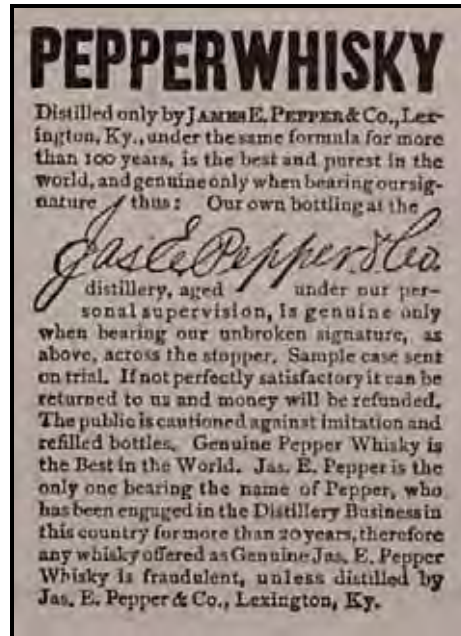 PEPPER WHISKY
Distilled only by JAMES E. PEPPER & Co., Lex-
ington, Ky., under the same formula for more
than 100 years, is the best and purest in the
world, and genuine only when bearing our sig-
nature thus: Our own bottling at the
Jas. E. Pepper & Co.
distillery, aged under our per-
sonal supervision, is genuine only
when bearing our unbroken signature, as
above, across the stopper. Sample case sent
on trial. If not perfectly satisfactory it can be
returned to us and money will be refunded.
The public is cautioned against imitation and
refilled bottles. Genuine Pepper Whisky is
the Best in the World. Jas. E. Pepper is the
only one bearing the name of Pepper, who
has been engaged in the Distillery Business in
this country for more than 20 years, therefore
any whisky offered as Genuine Jas. E. Pepper
Whisky is fraudulent, unless distilled by
Jas. E. Pepper & Co., Lexington, Ky.